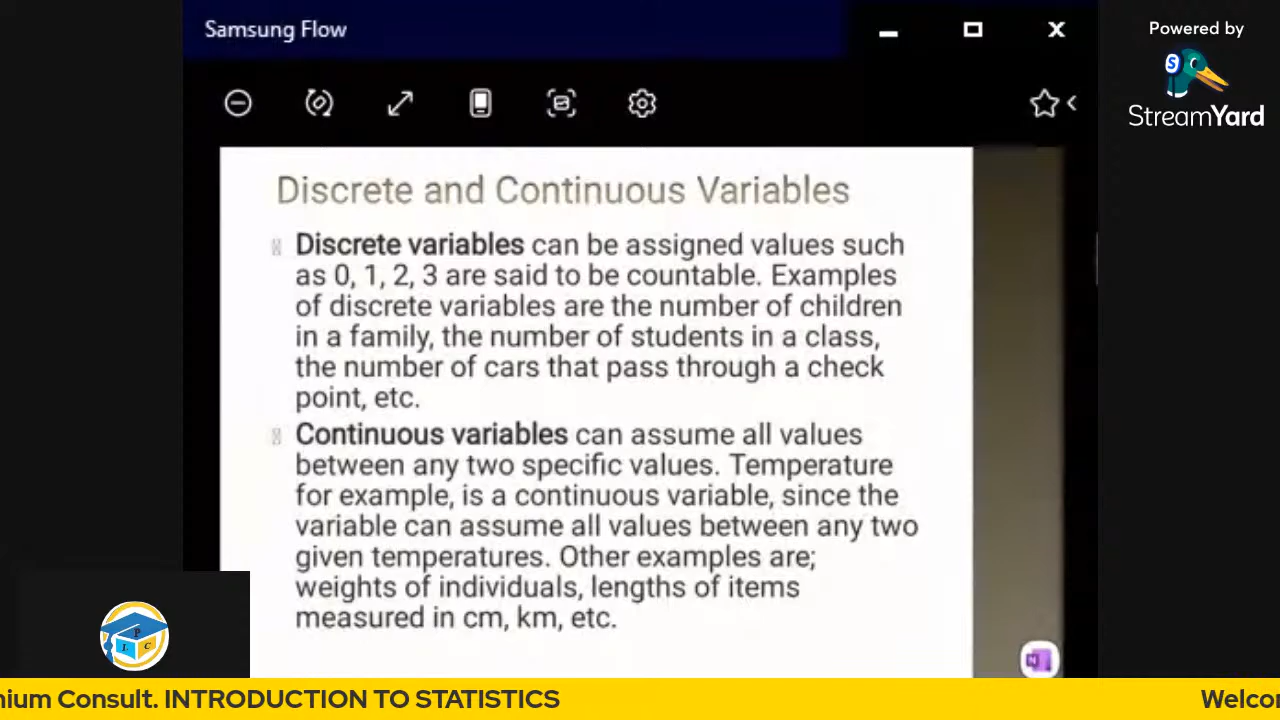 Samsung Flow
Powered by
StreamYard
Discrete and Continuous Variables
Discrete variables can be assigned values such
as 0, 1, 2, 3 are said to be countable. Examples
of discrete variables are the number of children
in a family, the number of students in a class,
the number of cars that pass through a check
point, etc.
Continuous variables can assume all values
between any two specific values. Temperature
for example, is a continuous variable, since the
variable can assume all values between any two
given temperatures. Other examples are;
weights of individuals, lengths of items
measured in cm, km, etc.
P
L C
N
nium Consult. INTRODUCTION TO STATISTICS
Welcom